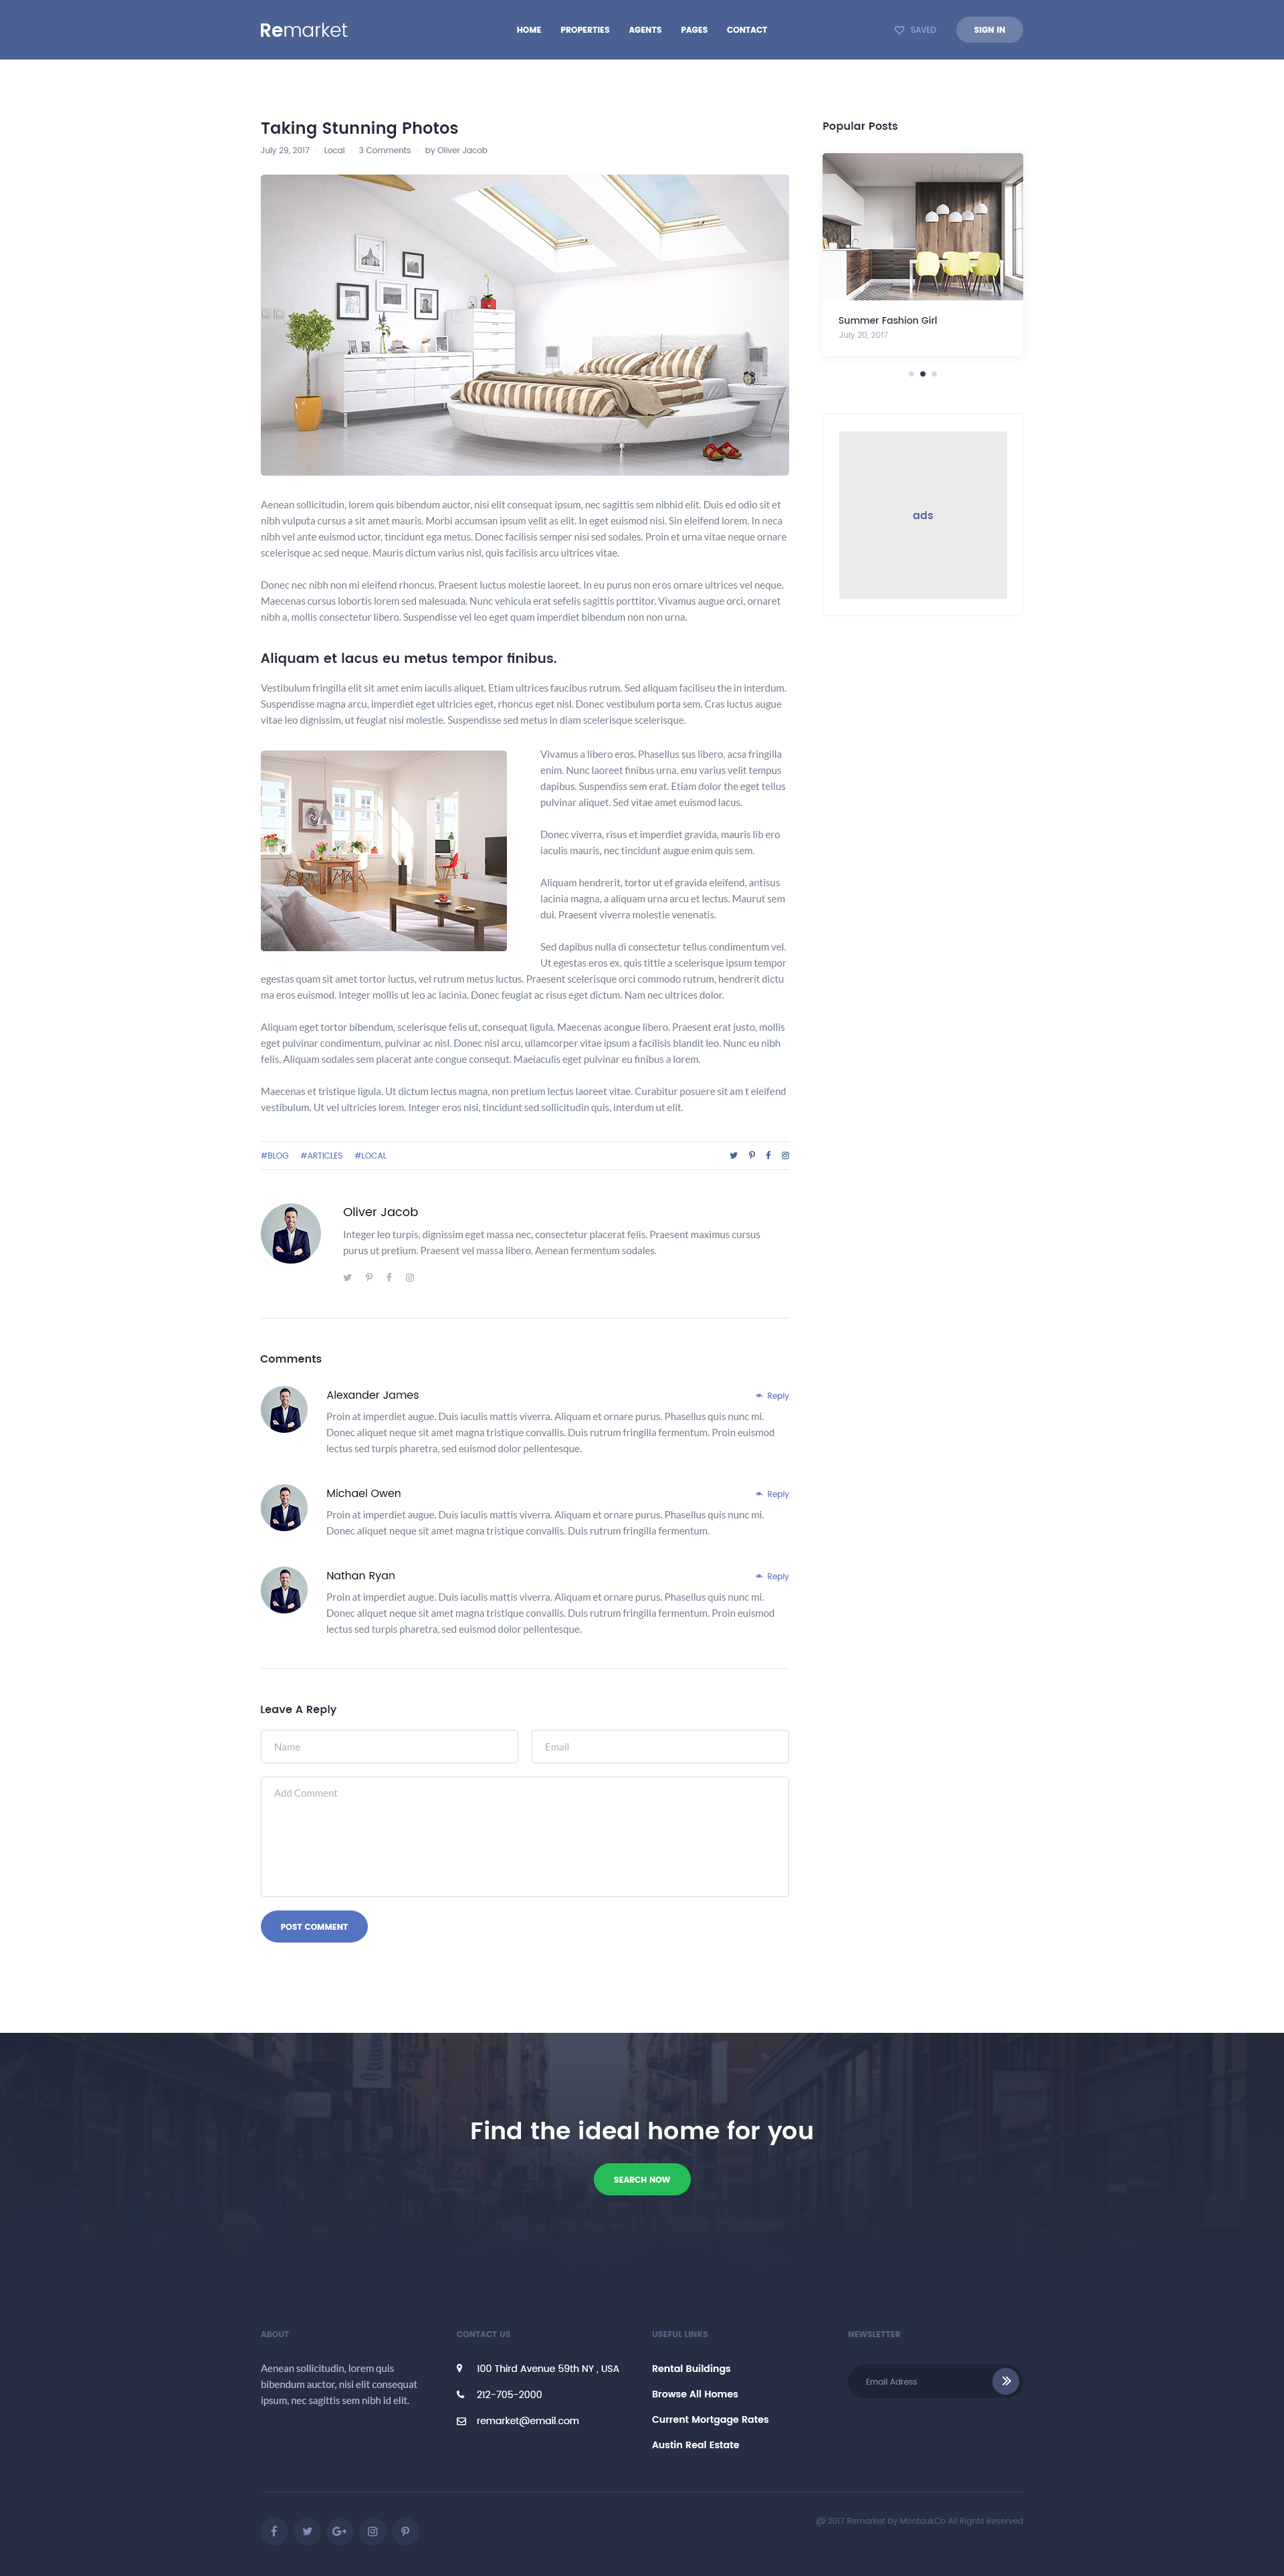 Remarket
HOME PROPERTIES AGENTS PAGES CONTACT
SAVED
SIGN IN
Taking Stunning Photos
July 29, 2017 · Local · 3 Comments · by Oliver Jacob
Aenean sollicitudin, lorem quis bibendum auctor, nisi elit consequat ipsum, nec sagittis sem nibhid elit. Duis ed odio sit et
nibh vulputa cursus a sit amet mauris. Morbi accumsan ipsum velit as elit. In eget euismod nisi. Sin eleifend lorem. In neca
nibh vel ante euismod uctor, tincidunt ega metus. Donec facilisis semper nisi sed sodales. Proin et urna vitae neque ornare
scelerisque ac sed neque. Mauris dictum varius nisl, quis facilisis arcu ultrices vitae.
Donec nec nibh non mi eleifend rhoncus. Praesent luctus molestie laoreet. In eu purus non eros ornare ultrices vel neque.
Maecenas cursus lobortis lorem sed malesuada. Nunc vehicula erat sefelis sagittis porttitor. Vivamus augue orci, ornaret
nibh a, mollis consectetur libero. Suspendisse vel leo eget quam imperdiet bibendum non non urna.
Aliquam et lacus eu metus tempor finibus.
Vestibulum fringilla elit sit amet enim iaculis aliquet. Etiam ultrices faucibus rutrum. Sed aliquam faciliseu the in interdum.
Suspendisse magna arcu, imperdiet eget ultricies eget, rhoncus eget nisl. Donec vestibulum porta sem. Cras luctus augue
vitae leo dignissim, ut feugiat nisi molestie. Suspendisse sed metus in diam scelerisque scelerisque.
Vivamus a libero eros. Phasellus sus libero, acsa fringilla
enim. Nunc laoreet finibus urna, enu varius velit tempus
dapibus. Suspendiss sem erat. Etiam dolor the eget tellus
pulvinar aliquet. Sed vitae amet euismod lacus.
Donec viverra, risus et imperdiet gravida, mauris lib ero
iaculis mauris, nec tincidunt augue enim quis sem.
Aliquam hendrerit, tortor ut ef gravida eleifend, antisus
lacinia magna, a aliquam urna arcu et lectus. Maurut sem
dui. Praesent viverra molestie venenatis.
Sed dapibus nulla di consectetur tellus condimentum vel.
Ut egestas eros ex, quis tittle a scelerisque ipsum tempor
egestas quam sit amet tortor luctus, vel rutrum metus luctus. Praesent scelerisque orci commodo rutrum, hendrerit dictu
ma eros euismod. Integer mollis ut leo ac lacinia. Donec feugiat ac risus eget dictum. Nam nec ultrices dolor.
Aliquam eget tortor bibendum, scelerisque felis ut, consequat ligula. Maecenas acongue libero. Praesent erat justo, mollis
eget pulvinar condimentum, pulvinar ac nisl. Donec nisl arcu, ullamcorper vitae ipsum a facilisis blandit leo. Nunc eu nibh
felis. Aliquam sodales sem placerat ante congue consequt. Maeiaculis eget pulvinar eu finibus a lorem.
Maecenas et tristique ligula. Ut dictum lectus magna, non pretium lectus laoreet vitae. Curabitur posuere sit am t eleifend
vestibulum. Ut vel ultricies lorem. Integer eros nisi, tincidunt sed sollicitudin quis, interdum ut elit.
#BLOG #ARTICLES #LOCAL
Oliver Jacob
Integer leo turpis, dignissim eget massa nec, consectetur placerat felis. Praesent maximus cursus
purus ut pretium. Praesent vel massa libero. Aenean fermentum sodales.
Comments
Alexander James
Reply
Proin at imperdiet augue. Duis iaculis mattis viverra. Aliquam et ornare purus. Phasellus quis nunc mi.
Donec aliquet neque sit amet magna tristique convallis. Duis rutrum fringilla fermentum. Proin euismod
lectus sed turpis pharetra, sed euismod dolor pellentesque.
Michael Owen
Reply
Proin at imperdiet augue. Duis iaculis mattis viverra. Aliquam et ornare purus. Phasellus quis nunc mi.
Donec aliquet neque sit amet magna tristique convallis. Duis rutrum fringilla fermentum.
Nathan Ryan
Reply
Proin at imperdiet augue. Duis iaculis mattis viverra. Aliquam et ornare purus. Phasellus quis nunc mi.
Donec aliquet neque sit amet magna tristique convallis. Duis rutrum fringilla fermentum. Proin euismod
lectus sed turpis pharetra, sed euismod dolor pellentesque.
Leave A Reply
Name
Email
Add Comment
POST COMMENT
Popular Posts
Summer Fashion Girl
July 20, 2017
ads
Find the ideal home for you
SEARCH NOW
ABOUT
Aenean sollicitudin, lorem quis
bibendum auctor, nisi elit consequat
ipsum, nec sagittis sem nibh id elit.
CONTACT US
100 Third Avenue 59th NY , USA
212-705-2000
remarket@email.com
USEFUL LINKS
Rental Buildings
Browse All Homes
Current Mortgage Rates
Austin Real Estate
NEWSLETTER
Email Adress
@ 2017 Remarket by MontaukCo All Rights Reserved